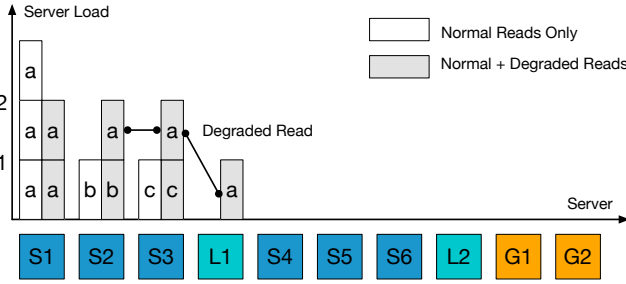 Server Load
Normal Reads Only
Normal + Degraded Reads
a
2
a a a a Degraded Read
1
a a b b c c a
Server
S1 S2 S3 L1 S4 S5 S6 L2 G1 G2